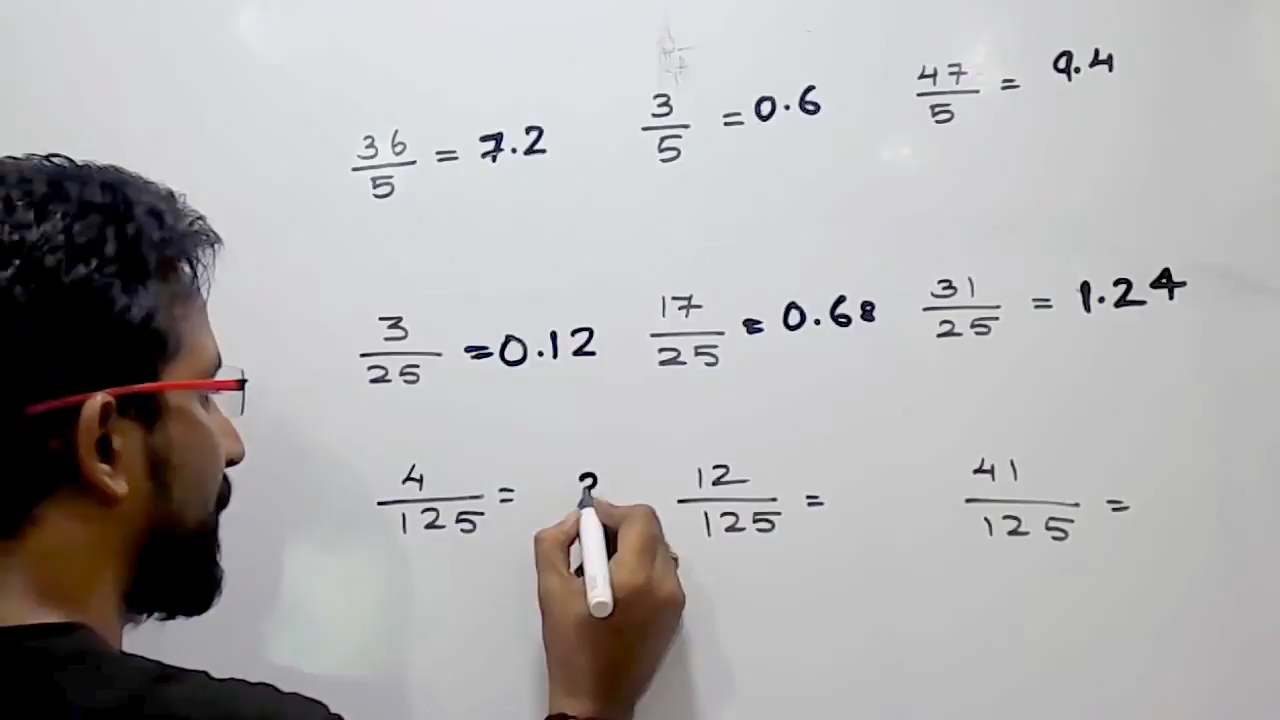 36/5 = 7.2
3/5 = 0.6
47/5 = 9.4
3/25 = 0.12
17/25 = 0.68
31/25 = 1.24
4/125 =
12/125 =
41/125 =